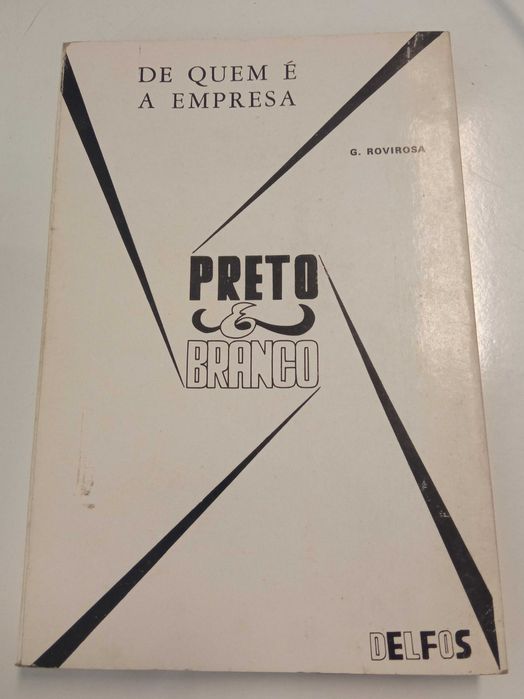 DE QUEM É
A EMPRESA
G. ROVIROSA
PRETO
&
BRANCO
DELFOS